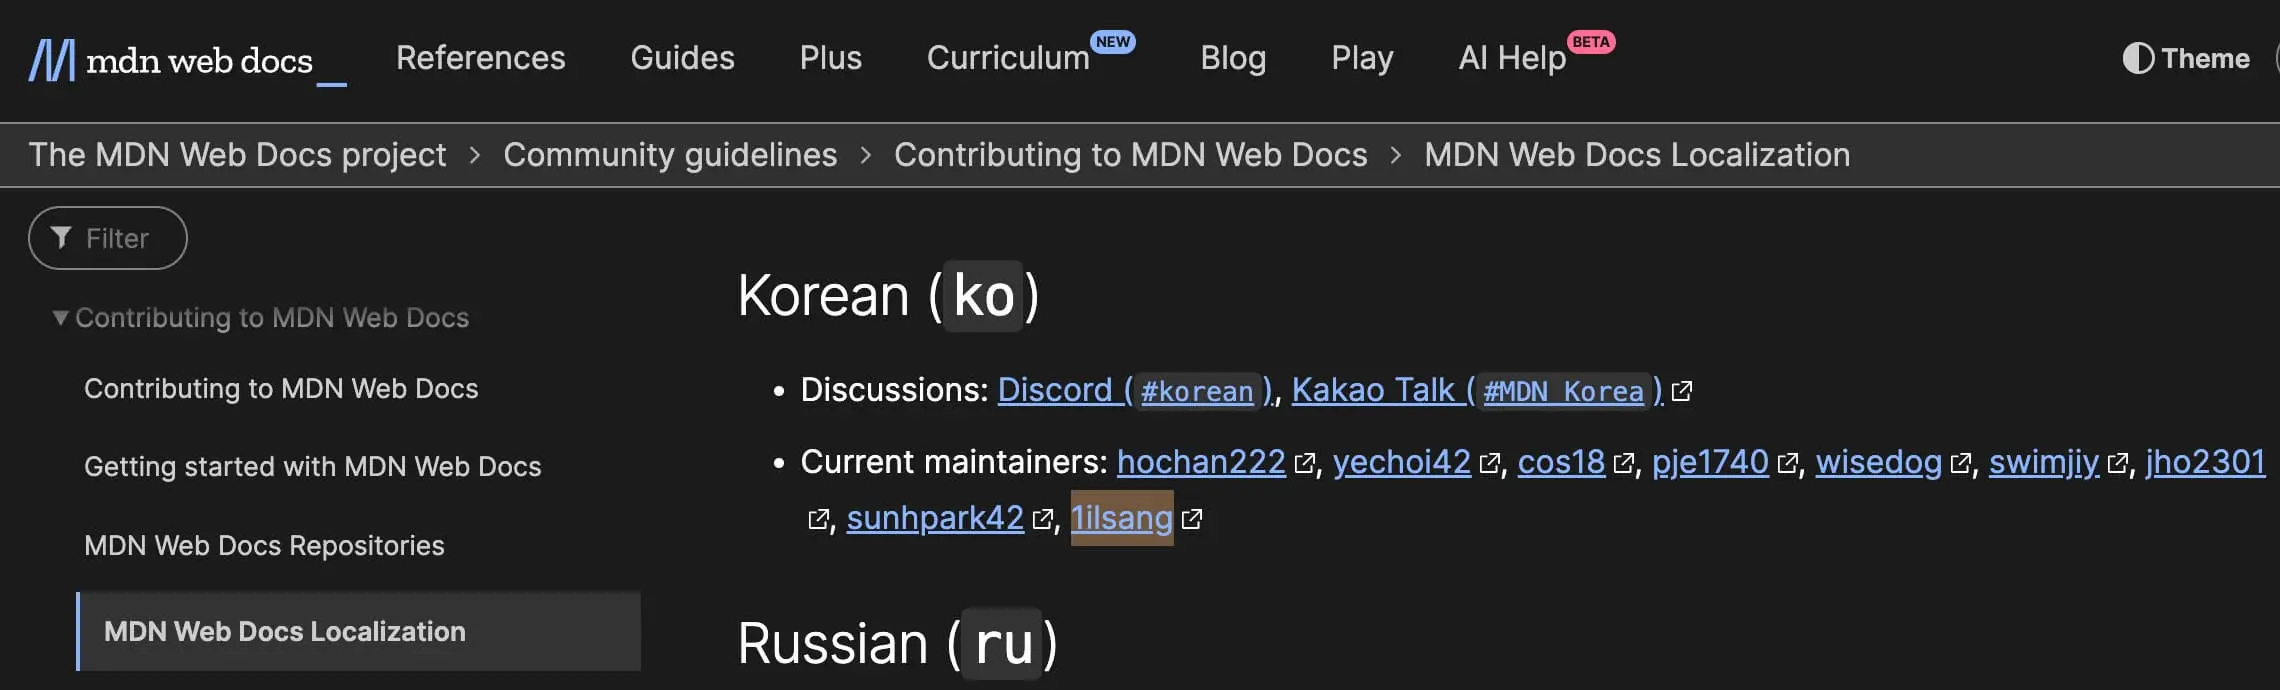 mdn web docs_ References Guides Plus Curriculum NEW Blog Play AI Help BETA Theme
The MDN Web Docs project > Community guidelines > Contributing to MDN Web Docs > MDN Web Docs Localization
Filter
▼ Contributing to MDN Web Docs
Contributing to MDN Web Docs
Getting started with MDN Web Docs
MDN Web Docs Repositories
MDN Web Docs Localization
Korean (ko)
• Discussions: Discord (#korean), Kakao Talk (#MDN Korea)
• Current maintainers: hochan222, yechoi42, cos18, pje1740, wisedog, swimjiy, jho2301
, sunhpark42, 1ilsang
Russian (ru)